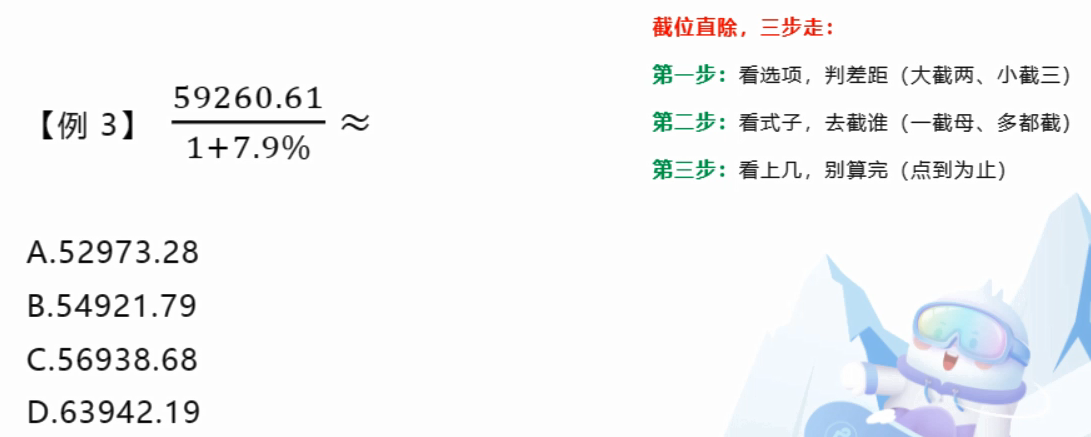 截位直除，三步走：
第一步：看选项，判差距（大截两、小截三）
第二步：看式子，去截谁（一截母、多都截）
第三步：看上几，别算完（点到为止）
【例 3】 59260.61
1+7.9% ≈
A.52973.28
B.54921.79
C.56938.68
D.63942.19